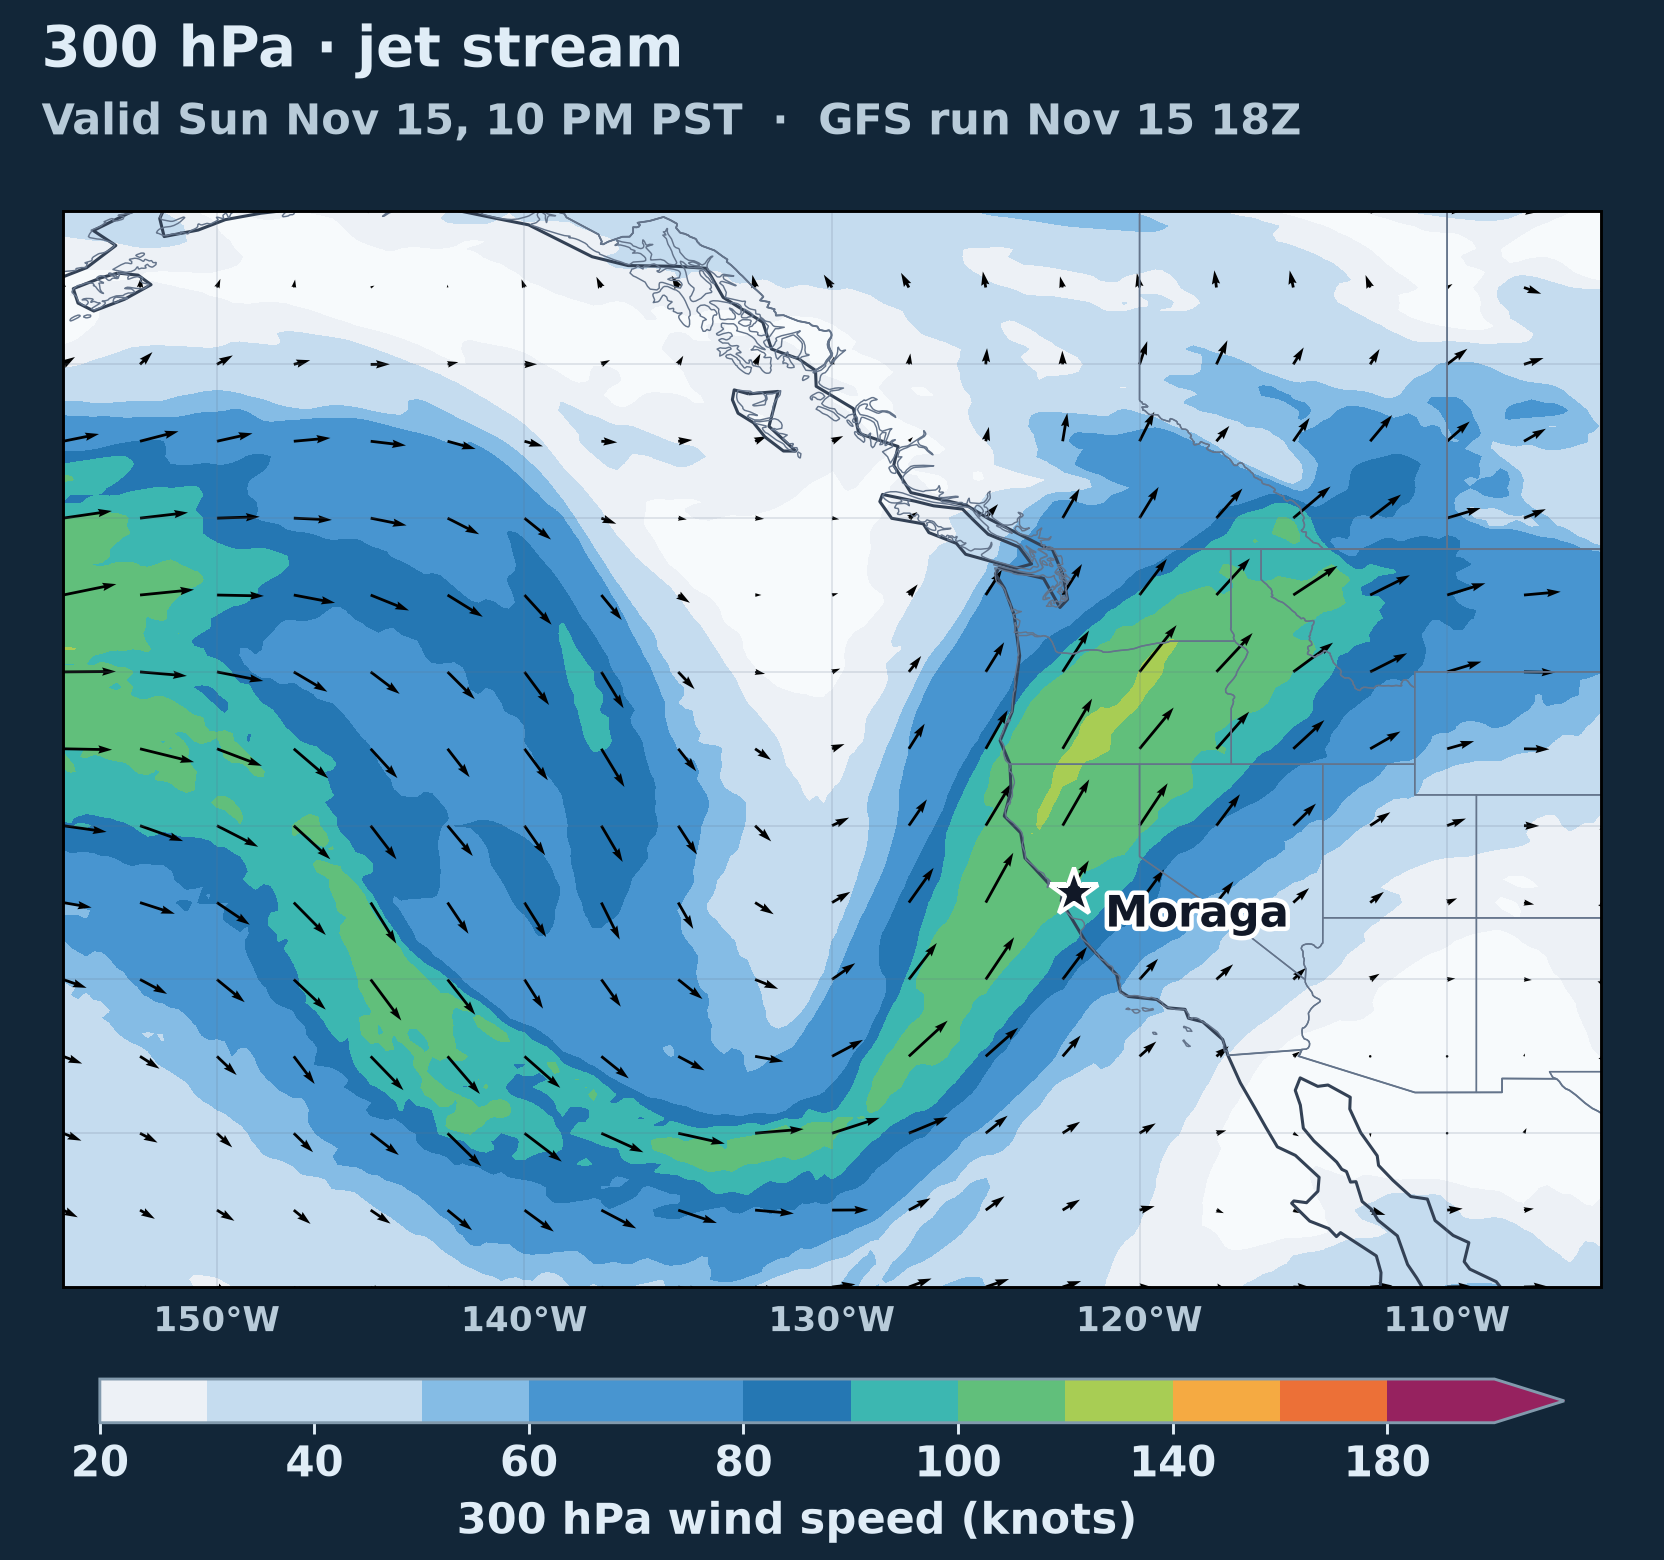 300 hPa · jet stream
Valid Sun Nov 15, 10 PM PST · GFS run Nov 15 18Z
Moraga
150°W 140°W 130°W 120°W 110°W
20 40 60 80 100 140 180
300 hPa wind speed (knots)